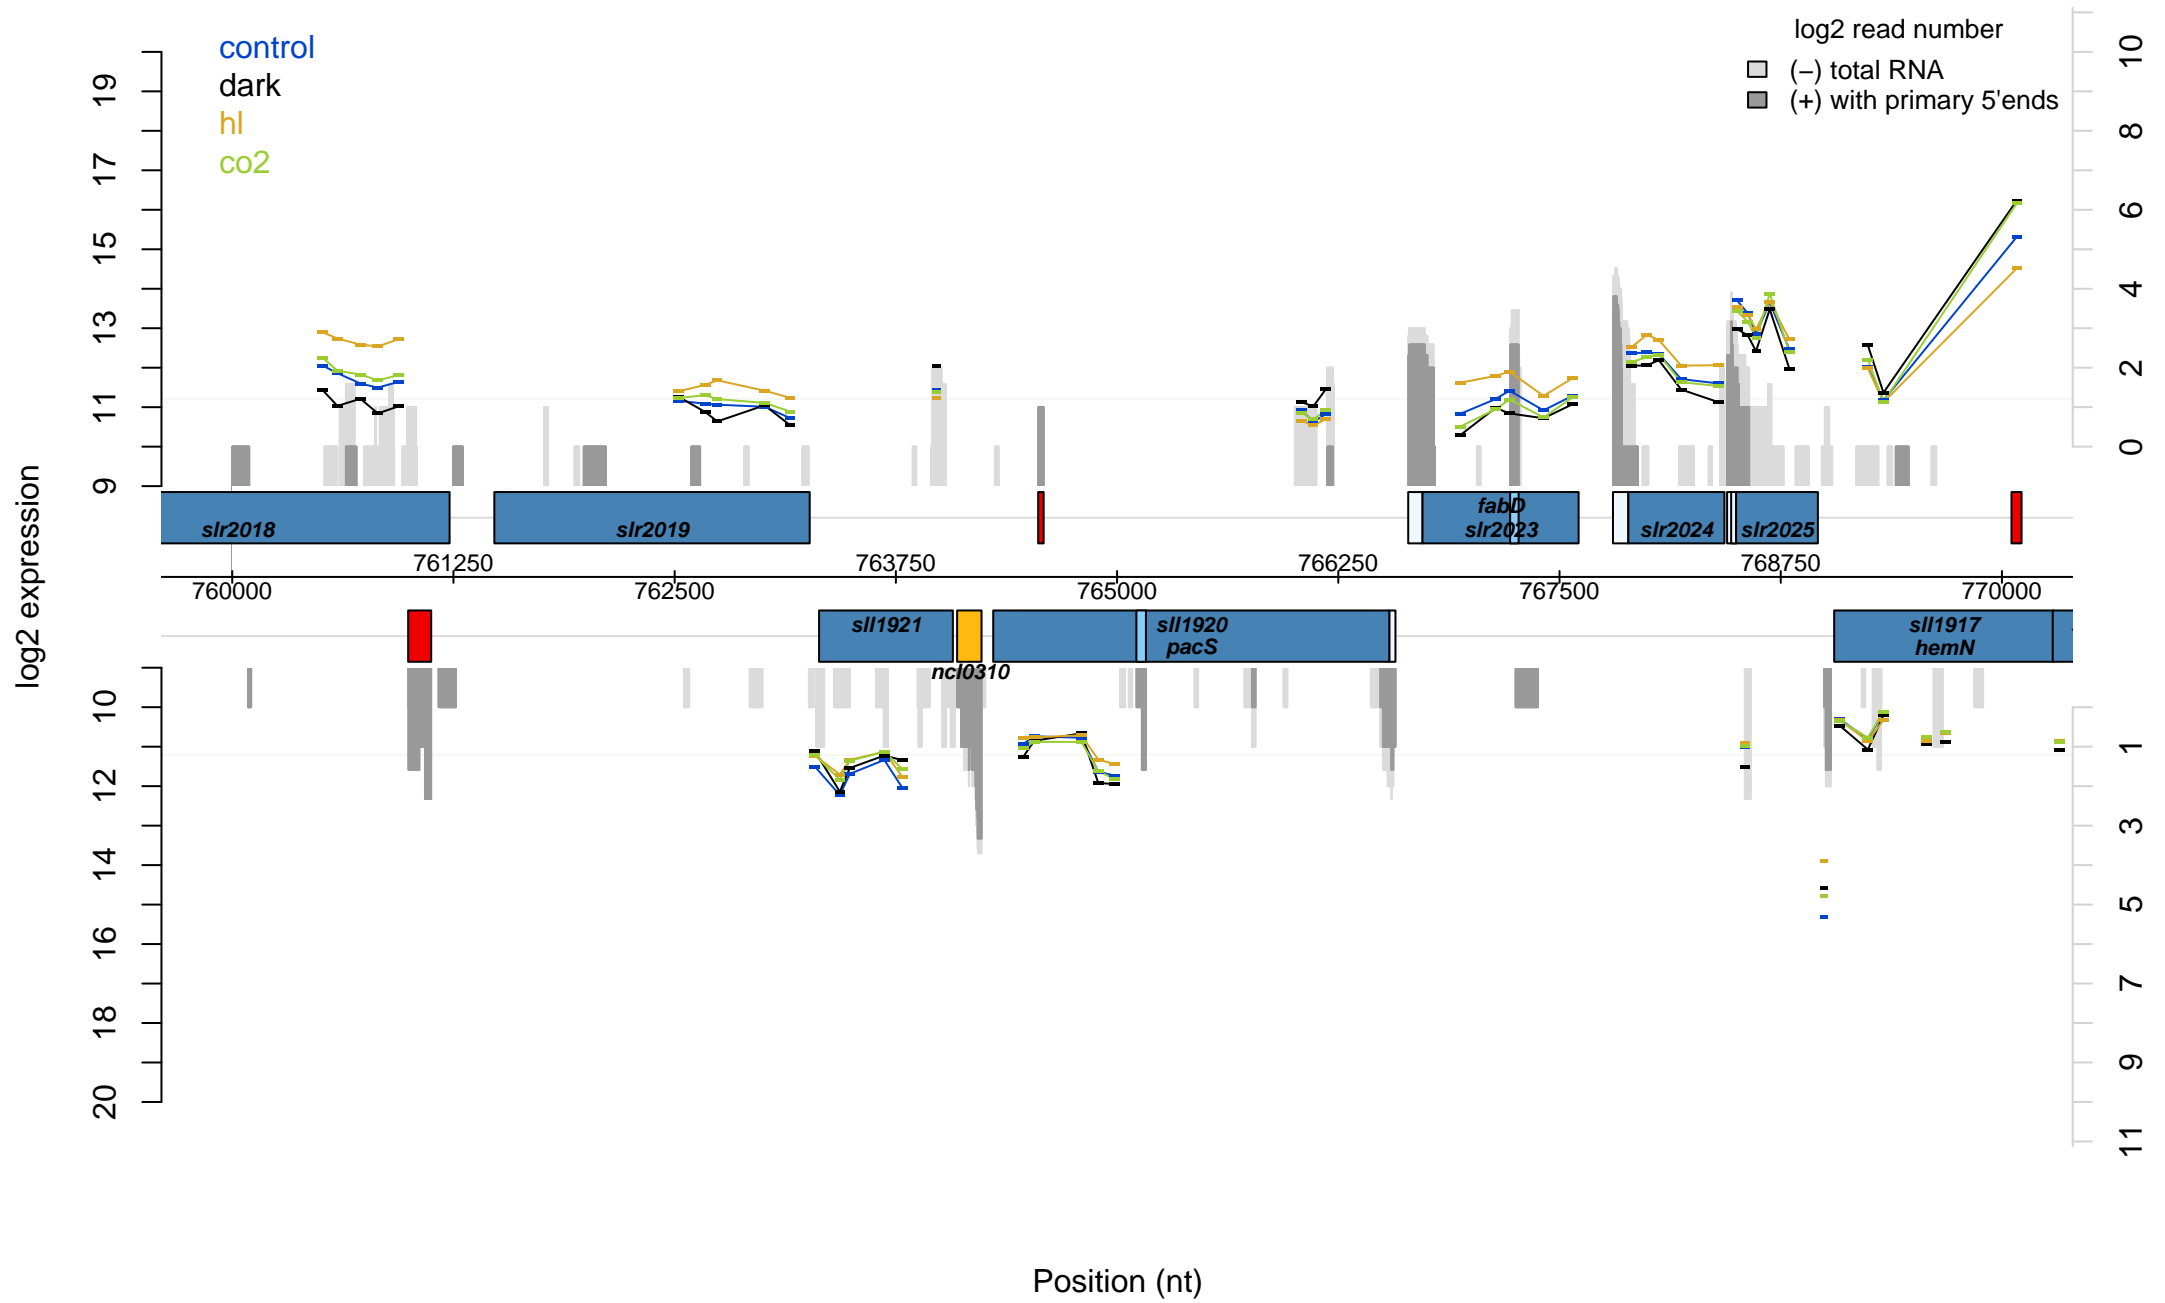 control
dark
hl
co2
log2 read number
(−) total RNA
(+) with primary 5'ends
19
17
15
13
11
9
10
8
6
4
2
0
log2 expression
slr2018
slr2019
fabD
slr2023
slr2024
slr2025
761250
763750
766250
768750
760000
762500
765000
767500
770000
sll1921
ncl0310
sll1920
pacS
sll1917
hemN
10
12
14
16
18
20
1
3
5
7
9
11
Position (nt)